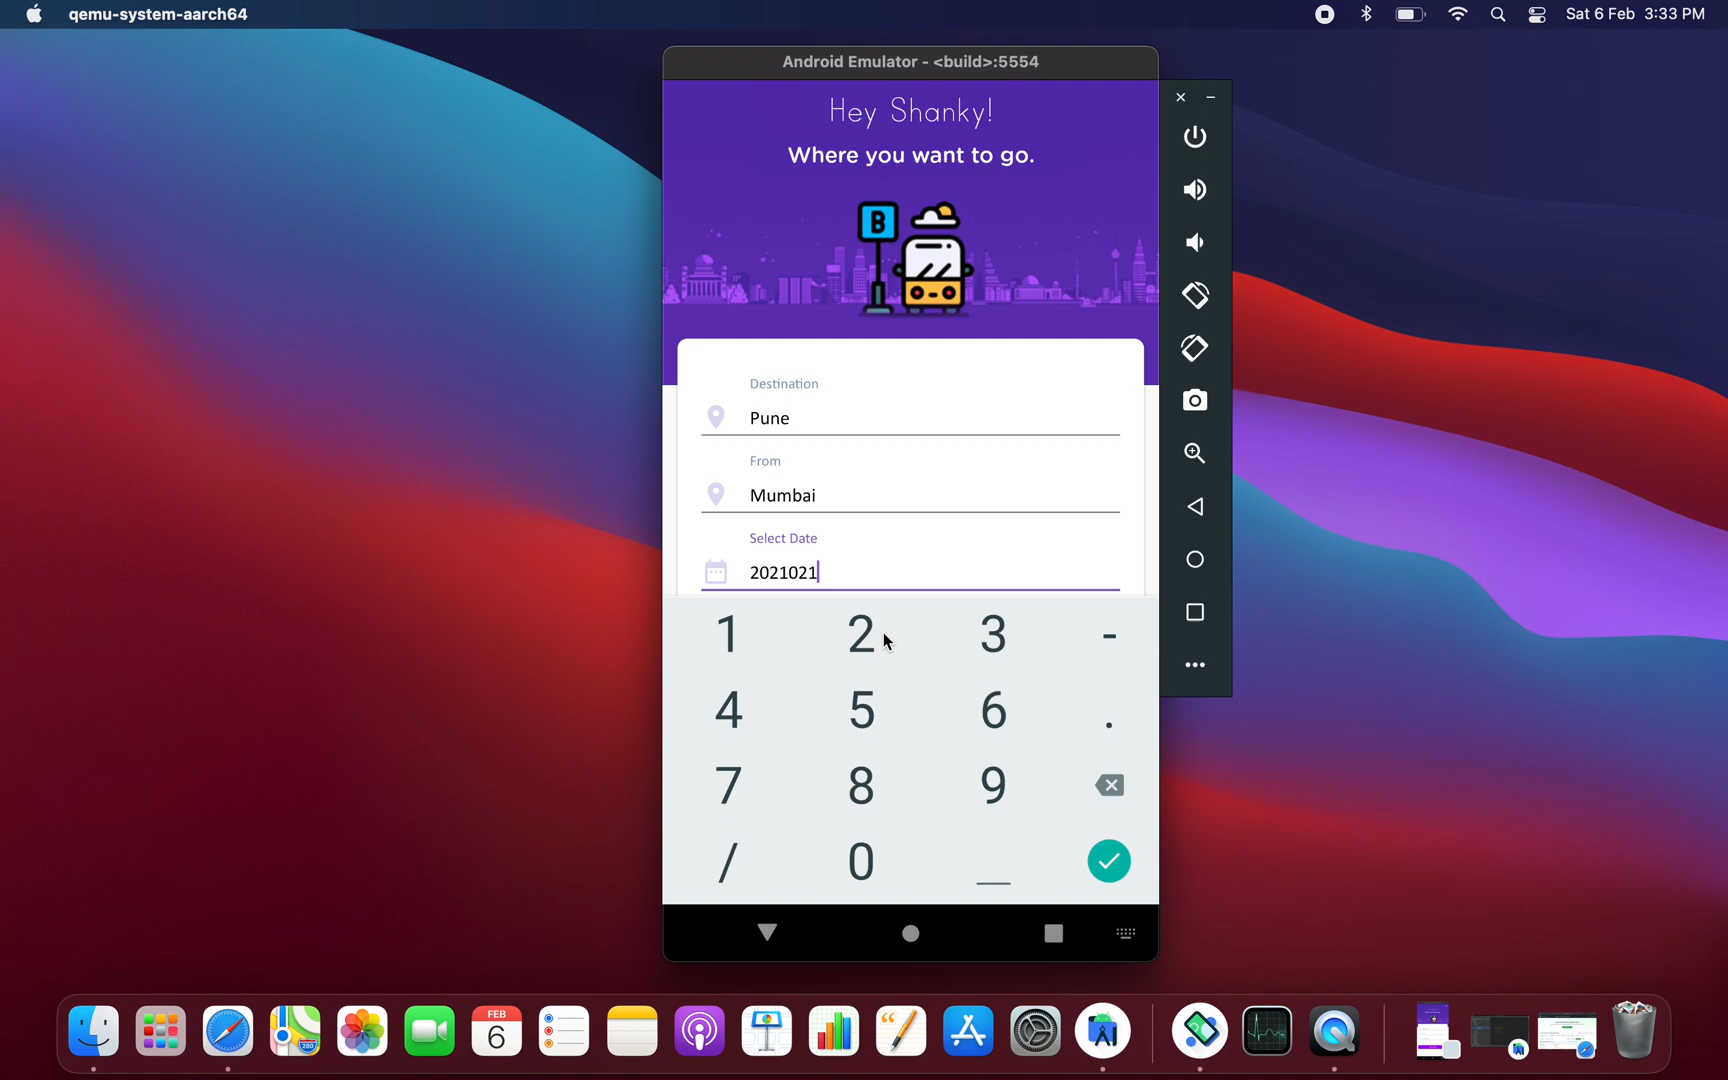 qemu-system-aarch64
Sat 6 Feb 3:33 PM
Android Emulator - <build>:5554
Hey Shanky!
Where you want to go.
B
Destination
Pune
From
Mumbai
Select Date
2021021
1 2 3 -
4 5 6 .
7 8 9
/ 0 _
FEB
6
280